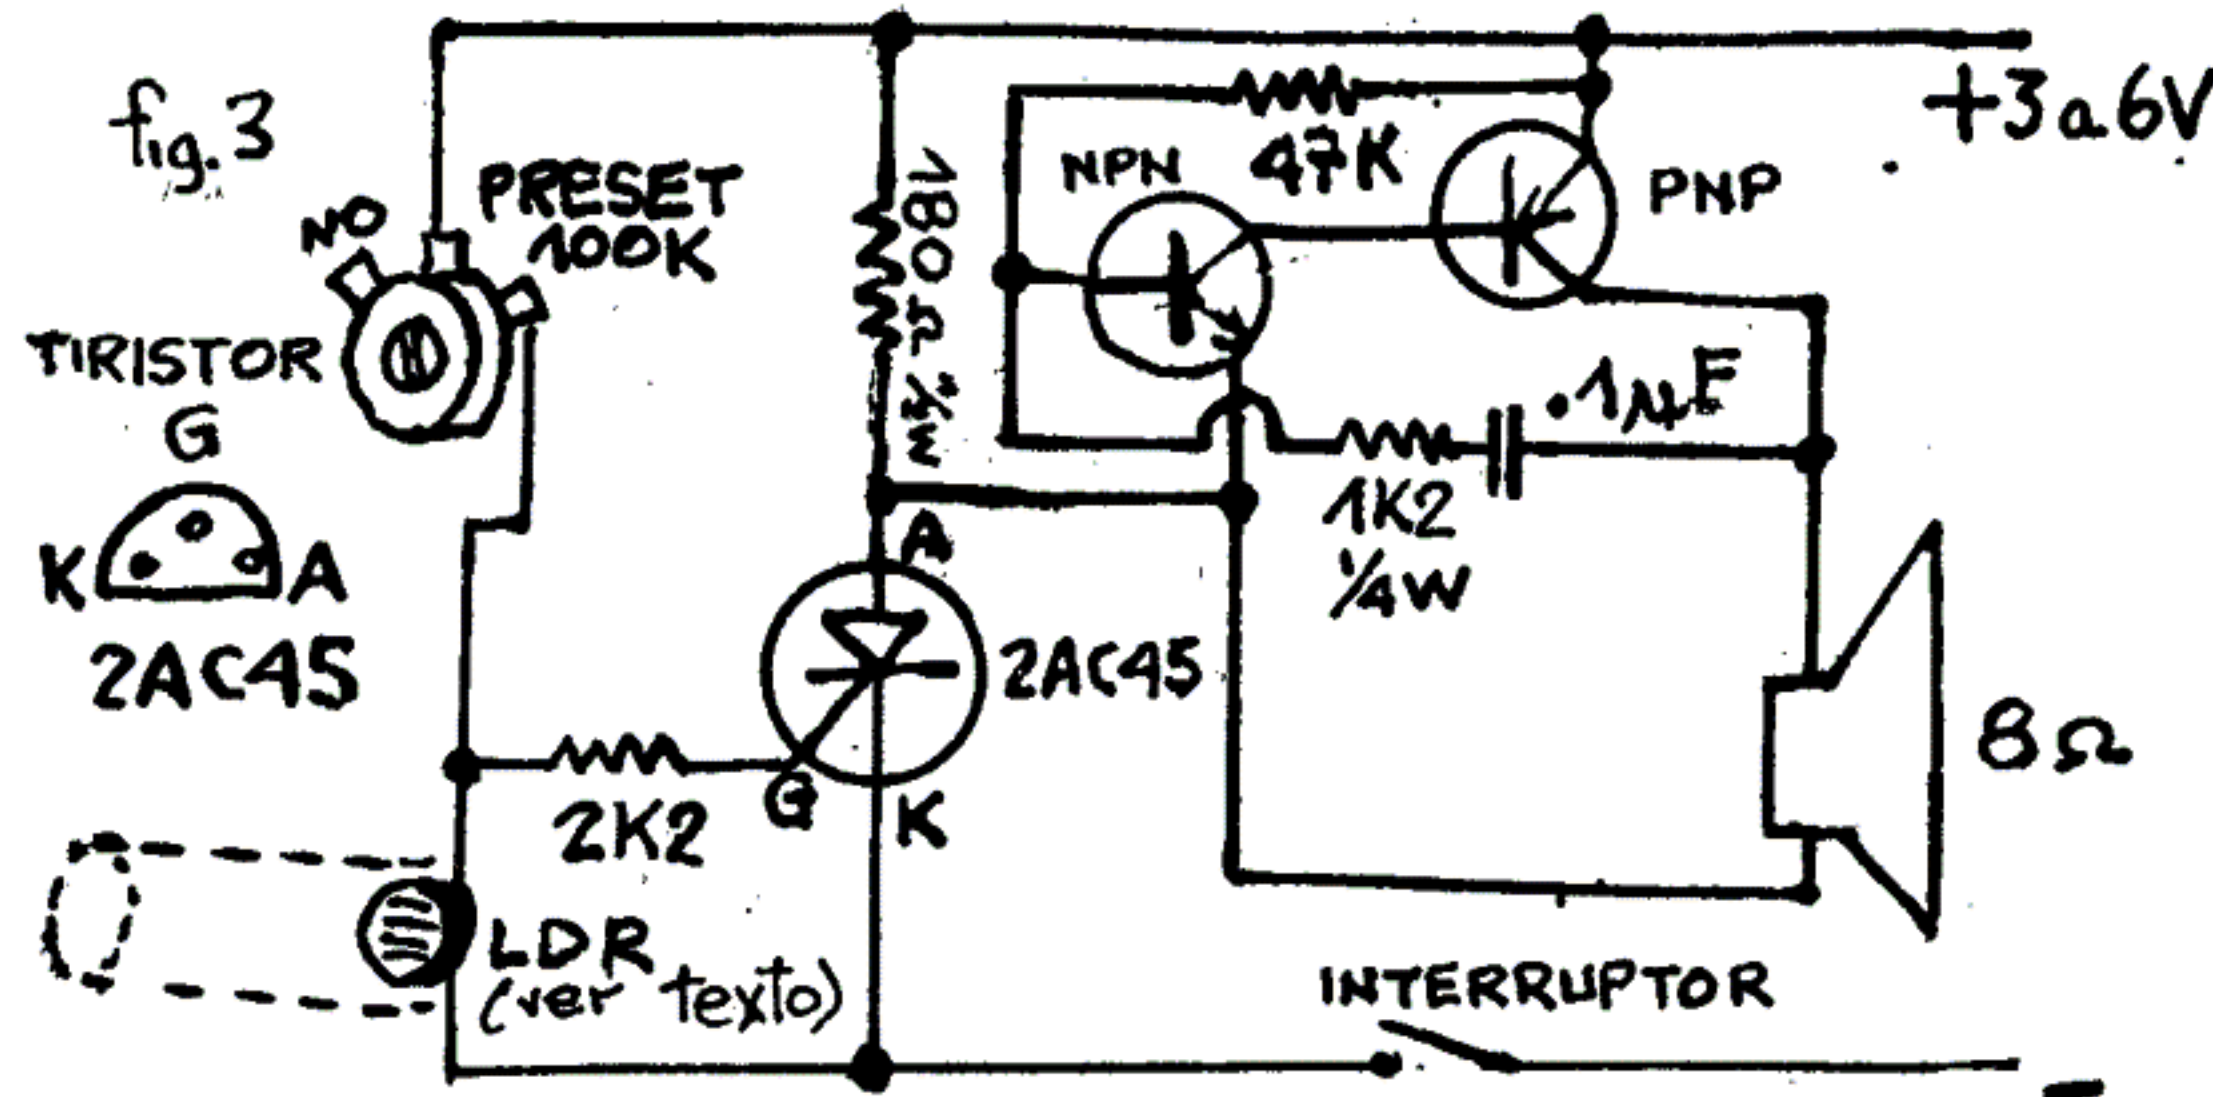 fig.3
NO
PRESET
100K
TIRISTOR
G
K A
2AC45
180Ω ½W
NPN
47K
PNP
+3a6V
.1µF
1K2
¼W
A
2AC45
G
K
2K2
LDR
(ver texto)
8Ω
INTERRUPTOR
-